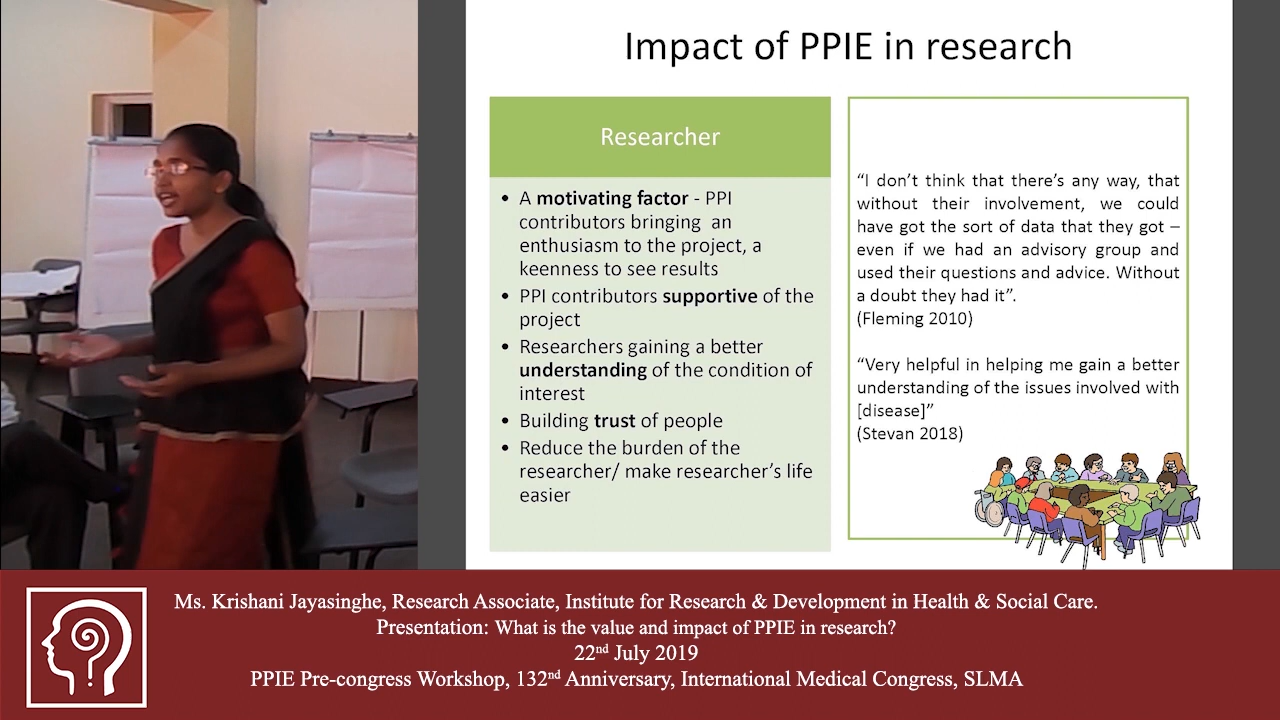 Impact of PPIE in research
Researcher
• A motivating factor - PPI
contributors bringing an
enthusiasm to the project, a
keenness to see results
• PPI contributors supportive of the
project
• Researchers gaining a better
understanding of the condition of
interest
• Building trust of people
• Reduce the burden of the
researcher/ make researcher’s life
easier
“I don’t think that there’s any way, that
without their involvement, we could
have got the sort of data that they got –
even if we had an advisory group and
used their questions and advice. Without
a doubt they had it”.
(Fleming 2010)
“Very helpful in helping me gain a better
understanding of the issues involved with
[disease]”
(Stevan 2018)
Ms. Krishani Jayasinghe, Research Associate, Institute for Research & Development in Health & Social Care.
Presentation: What is the value and impact of PPIE in research?
22nd July 2019
PPIE Pre-congress Workshop, 132nd Anniversary, International Medical Congress, SLMA